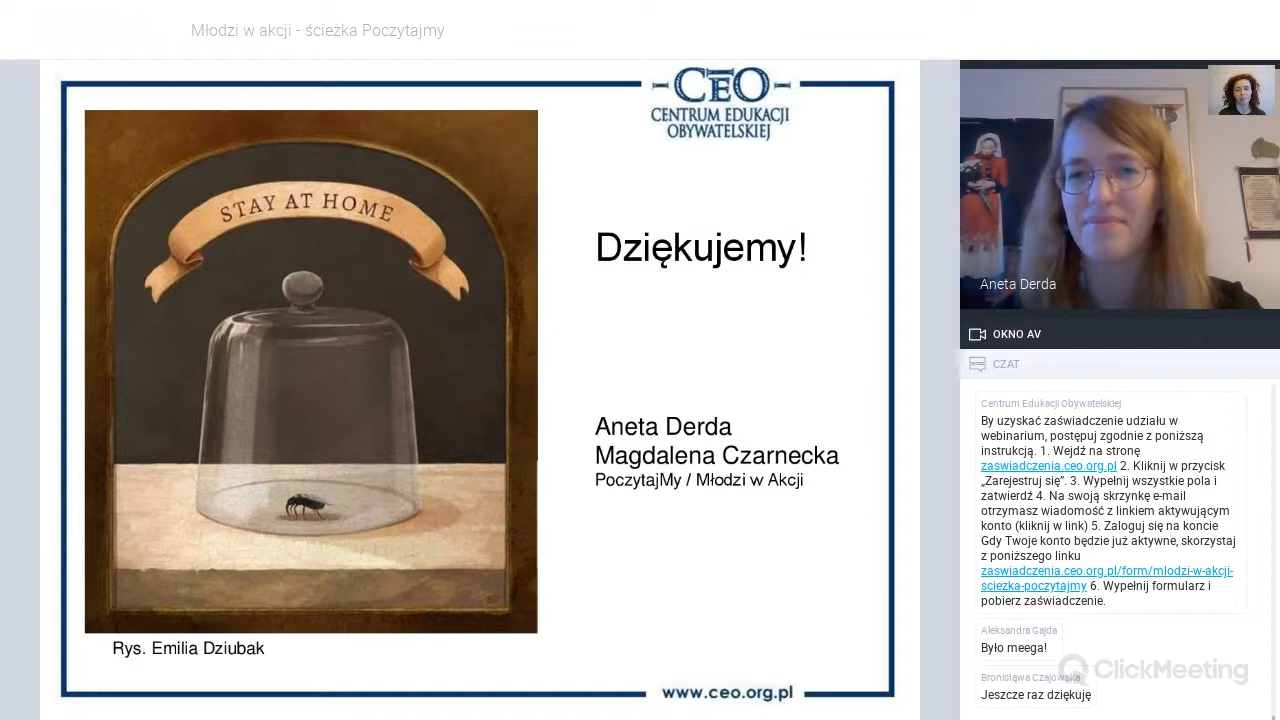 Młodzi w akcji - ścieżka Poczytajmy
CEO
CENTRUM EDUKACJI
OBYWATELSKIEJ
STAY AT HOME
Dziękujemy!
Aneta Derda
Magdalena Czarnecka
PoczytajMy / Młodzi w Akcji
Rys. Emilia Dziubak
www.ceo.org.pl
Aneta Derda
OKNO AV
CZAT
Centrum Edukacji Obywatelskiej
By uzyskać zaświadczenie udziału w
webinarium, postępuj zgodnie z poniższą
instrukcją. 1. Wejdź na stronę
zaswiadczenia.ceo.org.pl 2. Kliknij w przycisk
„Zarejestruj się”. 3. Wypełnij wszystkie pola i
zatwierdź 4. Na swoją skrzynkę e-mail
otrzymasz wiadomość z linkiem aktywującym
konto (kliknij w link) 5. Zaloguj się na koncie
Gdy Twoje konto będzie już aktywne, skorzystaj
z poniższego linku
zaswiadczenia.ceo.org.pl/form/mlodzi-w-akcji-
sciezka-poczytajmy 6. Wypełnij formularz i
pobierz zaświadczenie.
Aleksandra Gajda
Było meega!
ClickMeeting
Bronisława Czajowska
Jeszcze raz dziękuję